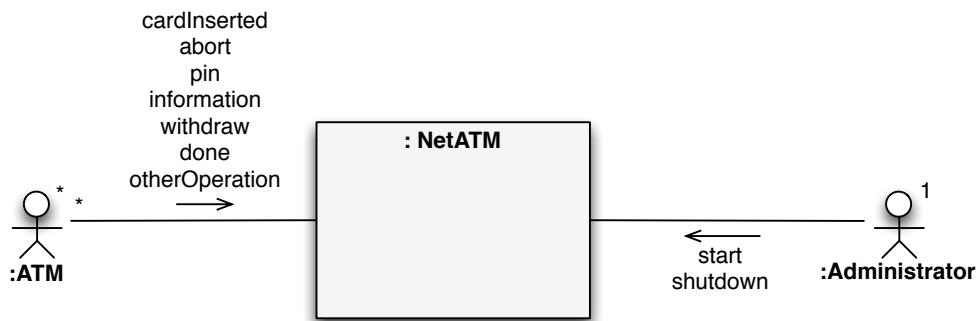 cardInserted
abort
pin
information
withdraw
done
otherOperation
: NetATM
*
*
:ATM
1
start
shutdown
:Administrator